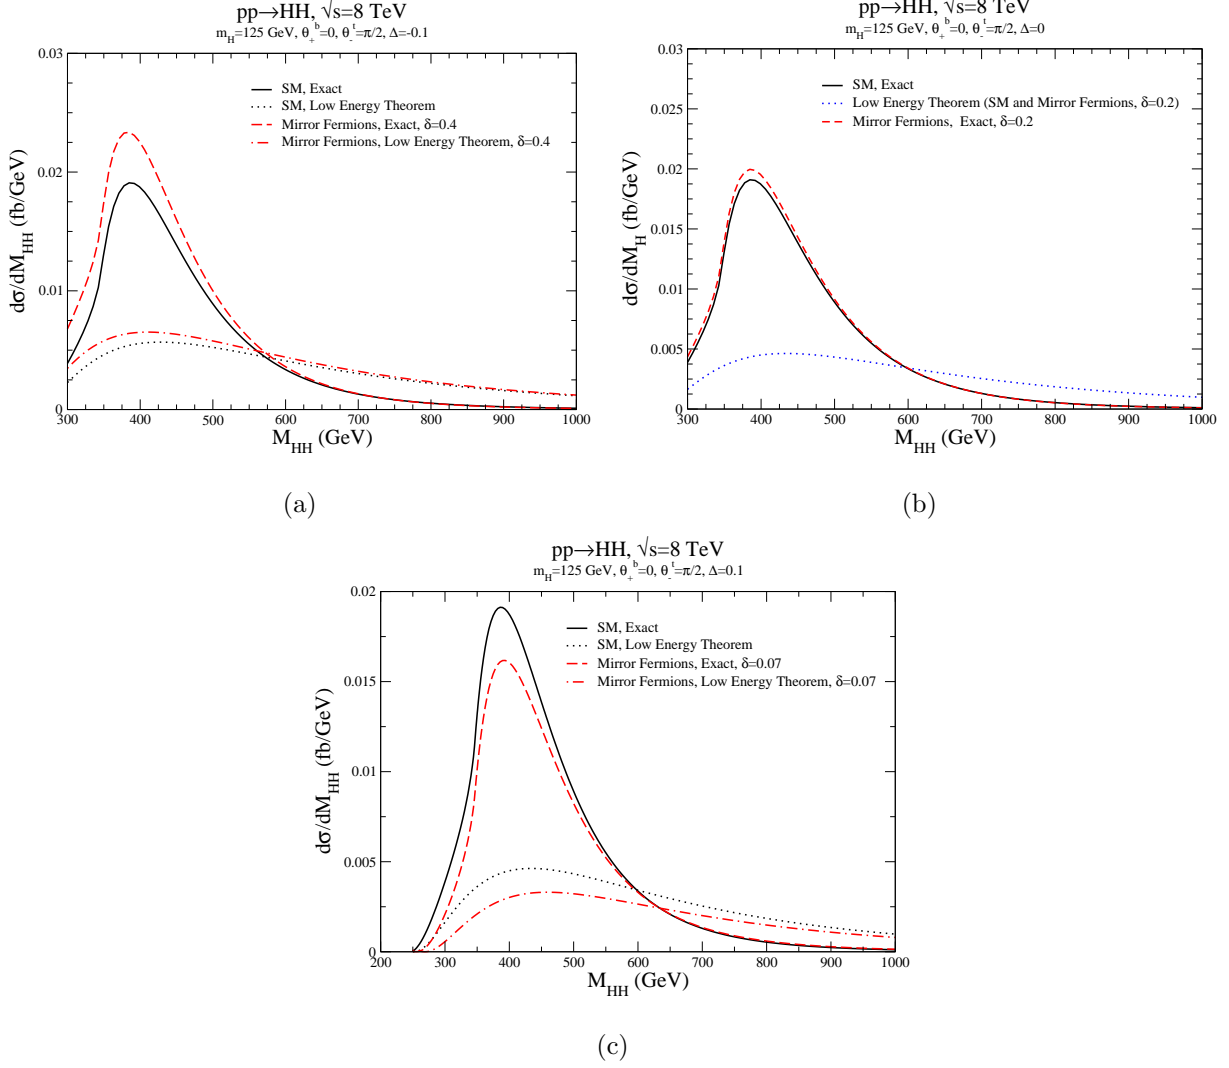 pp→HH, √s=8 TeV
m_H=125 GeV, θ_+^b=0, θ_-^t=π/2, Δ=-0.1
SM, Exact
SM, Low Energy Theorem
Mirror Fermions, Exact, δ=0.4
Mirror Fermions, Low Energy Theorem, δ=0.4
dσ/dM_HH (fb/GeV)
0.03
0.02
0.01
0
300 400 500 600 700 800 900 1000
M_HH (GeV)
(a)
pp→HH, √s=8 TeV
m_H=125 GeV, θ_+^b=0, θ_-^t=π/2, Δ=0
SM, Exact
Low Energy Theorem (SM and Mirror Fermions, δ=0.2)
Mirror Fermions, Exact, δ=0.2
dσ/dM_H (fb/GeV)
0.03
0.025
0.02
0.015
0.01
0.005
0
300 400 500 600 700 800 900 1000
M_HH (GeV)
(b)
pp→HH, √s=8 TeV
m_H=125 GeV, θ_+^b=0, θ_-^t=π/2, Δ=0.1
SM, Exact
SM, Low Energy Theorem
Mirror Fermions, Exact, δ=0.07
Mirror Fermions, Low Energy Theorem, δ=0.07
dσ/dM_HH (fb/GeV)
0.02
0.015
0.01
0.005
0
200 300 400 500 600 700 800 900 1000
M_HH (GeV)
(c)